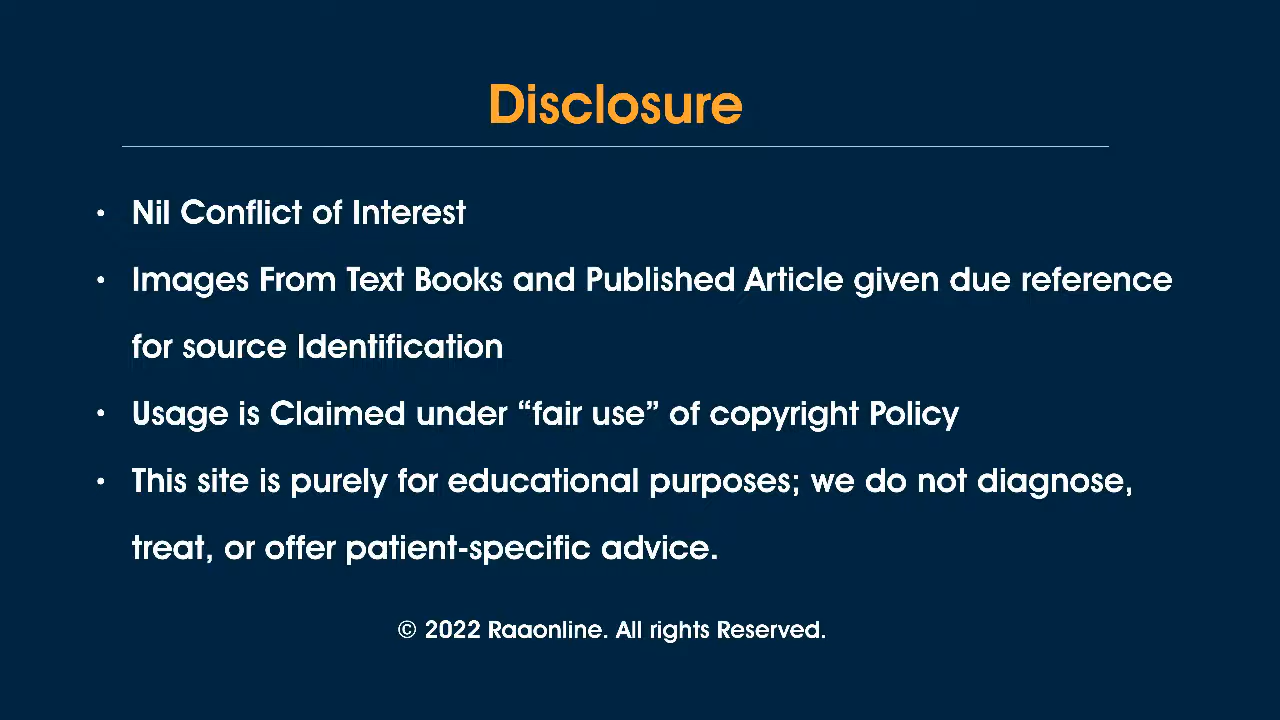 Disclosure
• Nil Conflict of Interest
• Images From Text Books and Published Article given due reference
for source Identification
• Usage is Claimed under “fair use” of copyright Policy
• This site is purely for educational purposes; we do not diagnose,
treat, or offer patient-specific advice.
© 2022 Raaonline. All rights Reserved.